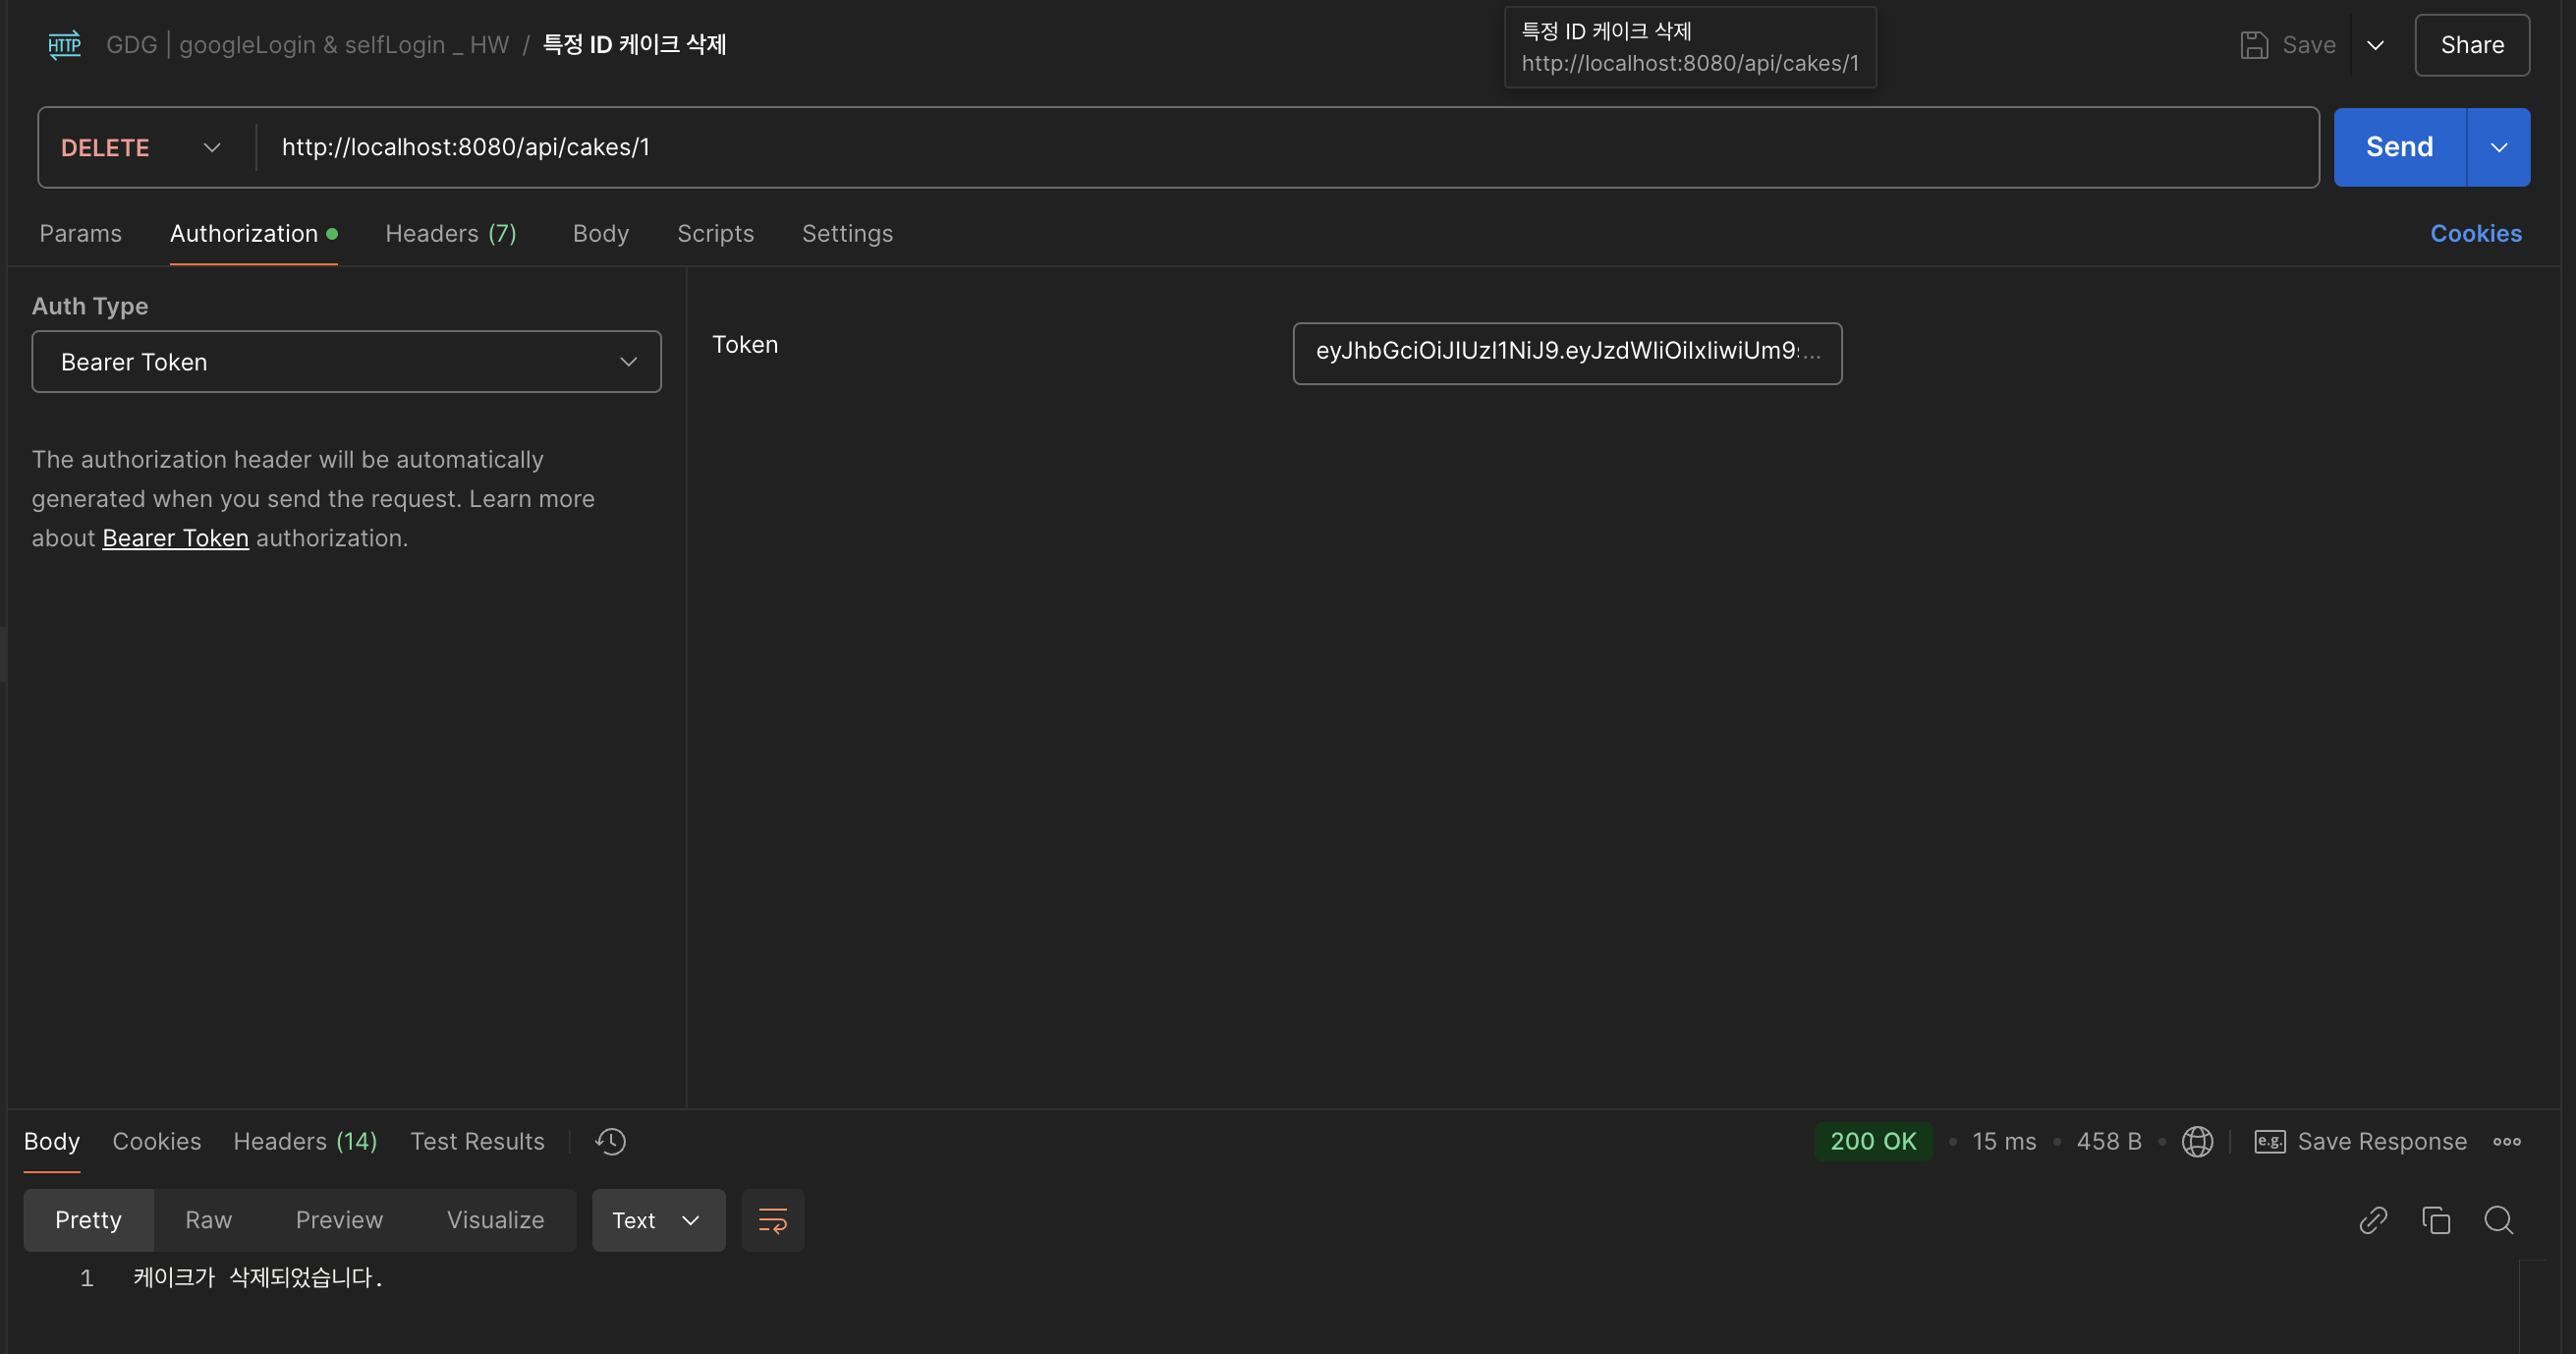 HTTP GDG | googleLogin & selfLogin _ HW / 특정 ID 케이크 삭제
특정 ID 케이크 삭제
http://localhost:8080/api/cakes/1
Save
Share
DELETE http://localhost:8080/api/cakes/1
Send
Params Authorization Headers (7) Body Scripts Settings
Cookies
Auth Type
Bearer Token
The authorization header will be automatically
generated when you send the request. Learn more
about Bearer Token authorization.
Token
eyJhbGciOiJIUzI1NiJ9.eyJzdWIiOiIxIiwiUm9...
Body Cookies Headers (14) Test Results
200 OK • 15 ms • 458 B • e.g. Save Response
Pretty Raw Preview Visualize Text
1 케이크가 삭제되었습니다.